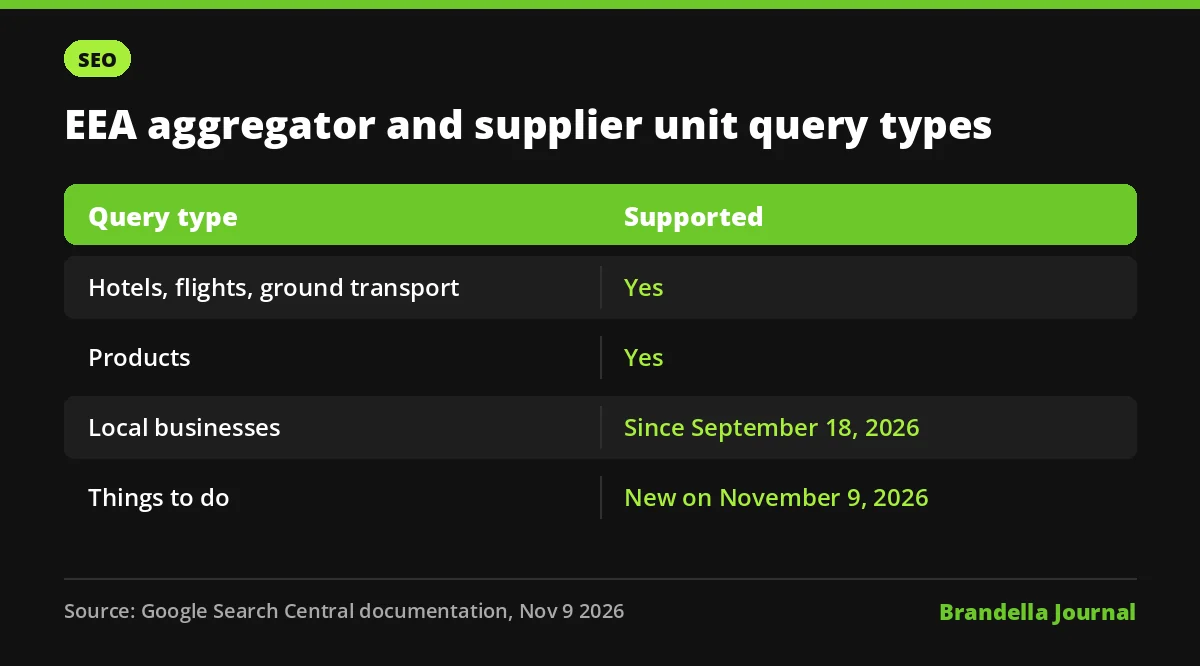 SEO
EEA aggregator and supplier unit query types
Query type Supported
Hotels, flights, ground transport Yes
Products Yes
Local businesses Since September 18, 2026
Things to do New on November 9, 2026
Source: Google Search Central documentation, Nov 9 2026 Brandella Journal